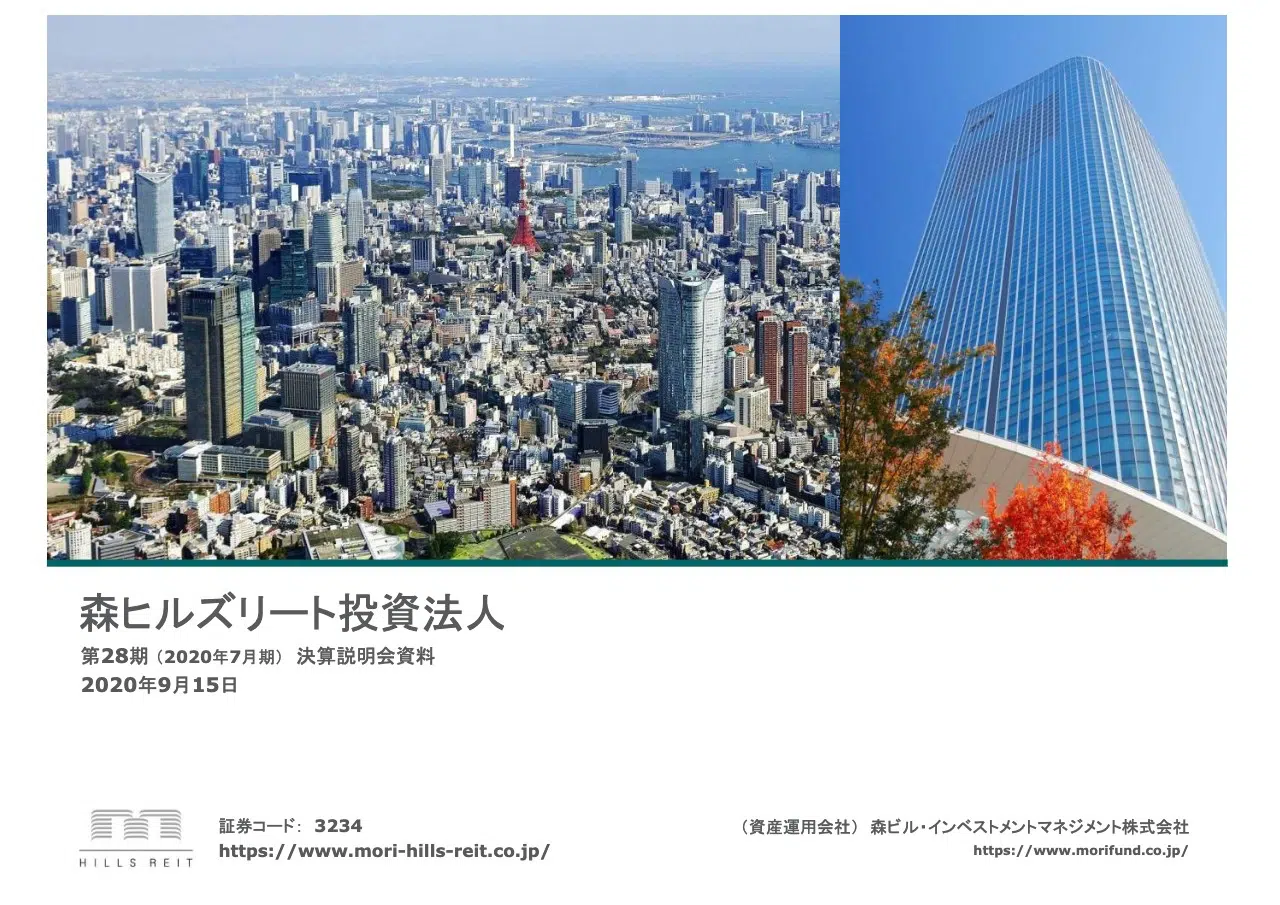 森ヒルズリート投資法人
第28期（2020年7月期） 決算説明会資料
2020年9月15日
HILLS REIT
証券コード： 3234
https://www.mori-hills-reit.co.jp/
（資産運用会社） 森ビル・インベストメントマネジメント株式会社
https://www.morifund.co.jp/